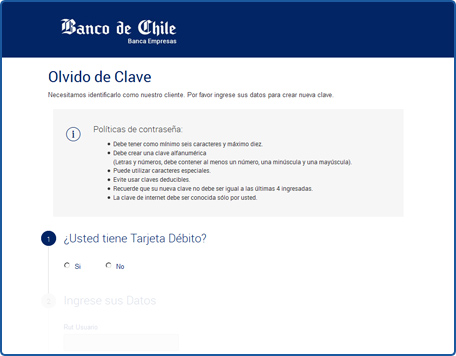 Banco de Chile
Banca Empresas
Olvido de Clave
Necesitamos identificarlo como nuestro cliente. Por favor ingrese sus datos para crear nueva clave.
Políticas de contraseña:
Debe tener como mínimo seis caracteres y máximo diez.
Debe crear una clave alfanumérica
(Letras y números, debe contener al menos un número, una minúscula y una mayúscula).
Puede utilizar caracteres especiales.
Evite usar claves deducibles.
Recuerde que su nueva clave no debe ser igual a las últimas 4 ingresadas.
La clave de internet debe ser conocida sólo por usted.
1 ¿Usted tiene Tarjeta Débito?
Si No
2 Ingrese sus Datos
Rut Usuario